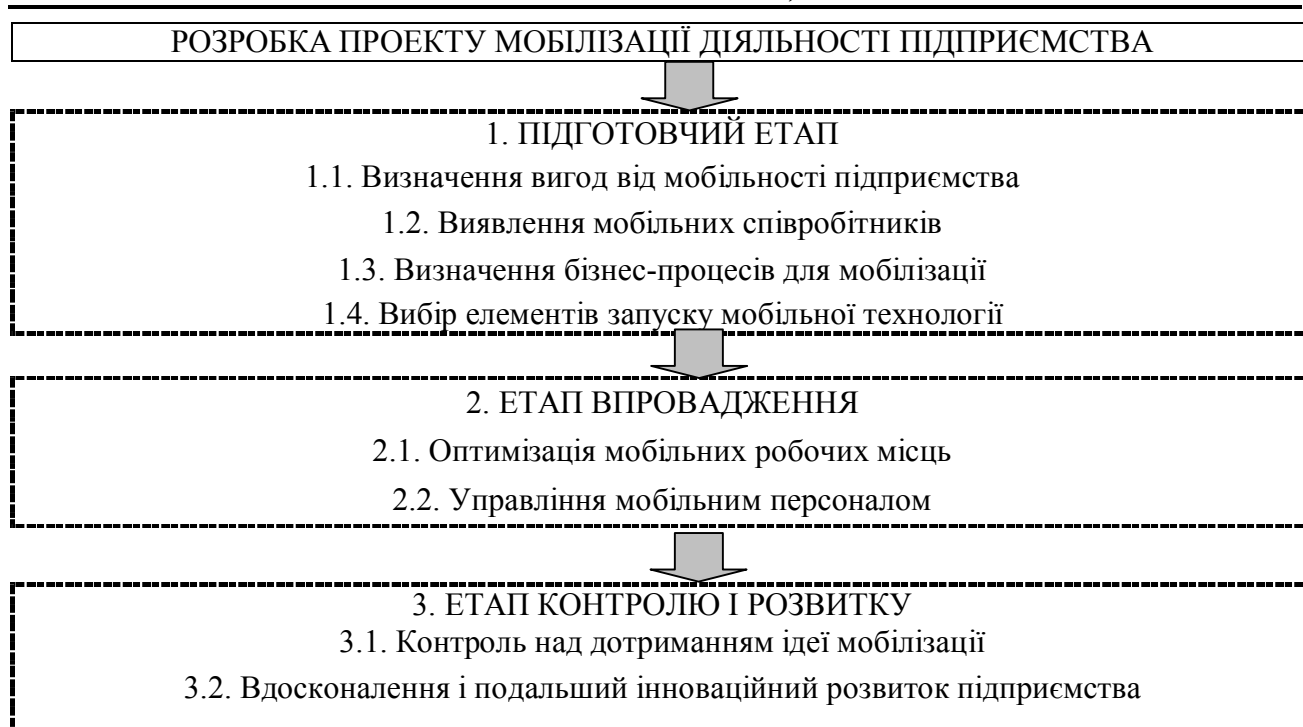 РОЗРОБКА ПРОЕКТУ МОБІЛІЗАЦІЇ ДІЯЛЬНОСТІ ПІДПРИЄМСТВА
1. ПІДГОТОВЧИЙ ЕТАП
1.1. Визначення вигод від мобільності підприємства
1.2. Виявлення мобільних співробітників
1.3. Визначення бізнес-процесів для мобілізації
1.4. Вибір елементів запуску мобільної технології
2. ЕТАП ВПРОВАДЖЕННЯ
2.1. Оптимізація мобільних робочих місць
2.2. Управління мобільним персоналом
3. ЕТАП КОНТРОЛЮ І РОЗВИТКУ
3.1. Контроль над дотриманням ідеї мобілізації
3.2. Вдосконалення і подальший інноваційний розвиток підприємства